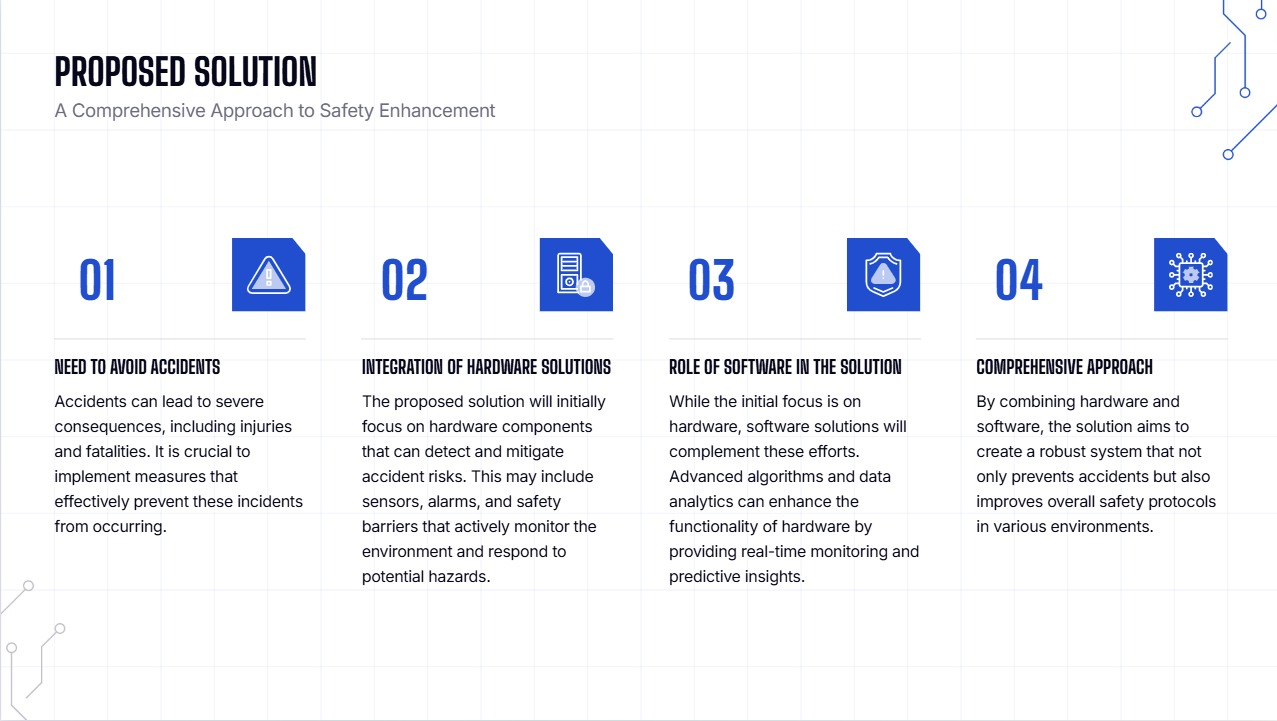 PROPOSED SOLUTION
A Comprehensive Approach to Safety Enhancement
01
NEED TO AVOID ACCIDENTS
Accidents can lead to severe
consequences, including injuries
and fatalities. It is crucial to
implement measures that
effectively prevent these incidents
from occurring.
02
INTEGRATION OF HARDWARE SOLUTIONS
The proposed solution will initially
focus on hardware components
that can detect and mitigate
accident risks. This may include
sensors, alarms, and safety
barriers that actively monitor the
environment and respond to
potential hazards.
03
ROLE OF SOFTWARE IN THE SOLUTION
While the initial focus is on
hardware, software solutions will
complement these efforts.
Advanced algorithms and data
analytics can enhance the
functionality of hardware by
providing real-time monitoring and
predictive insights.
04
COMPREHENSIVE APPROACH
By combining hardware and
software, the solution aims to
create a robust system that not
only prevents accidents but also
improves overall safety protocols
in various environments.